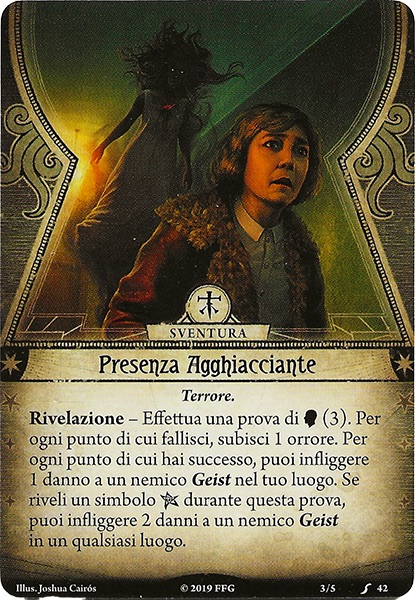 SVENTURA
Presenza Agghiacciante
Terrore.
Rivelazione – Effettua una prova di (3). Per
ogni punto di cui fallisci, subisci 1 orrore. Per
ogni punto di cui hai successo, puoi infliggere
1 danno a un nemico Geist nel tuo luogo. Se
riveli un simbolo durante questa prova,
puoi infliggere 2 danni a un nemico Geist
in un qualsiasi luogo.
Illus. Joshua Cairós © 2019 FFG 3/5 42